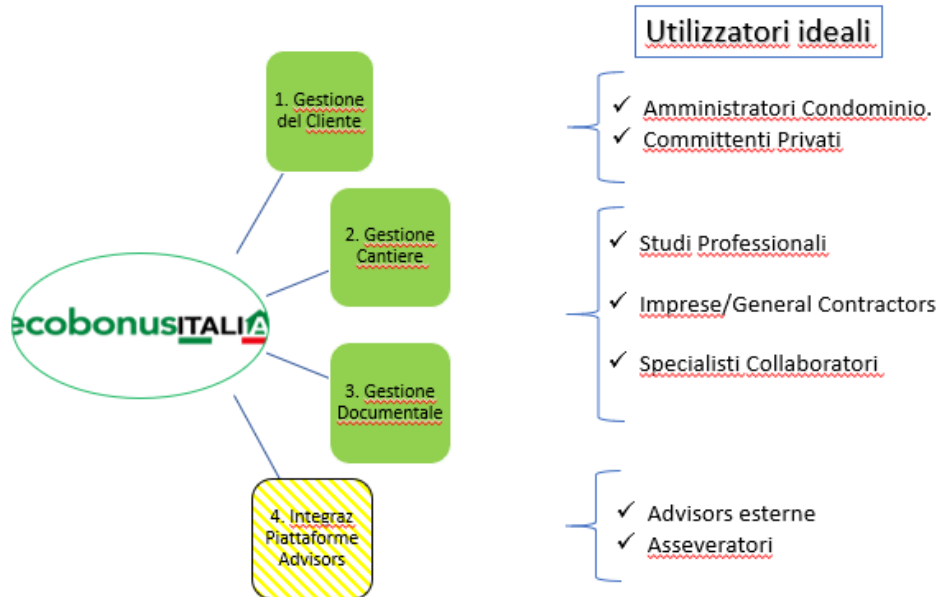 Utilizzatori ideali
1. Gestione
del Cliente
✓ Amministratori Condominio.
✓ Committenti Privati
2. Gestione
Cantiere
✓ Studi Professionali
✓ Imprese/General Contractors
✓ Specialisti Collaboratori
ecobonusITALIA
3. Gestione
Documentale
4. Integraz
Piattaforme
Advisors
✓ Advisors esterne
✓ Asseveratori